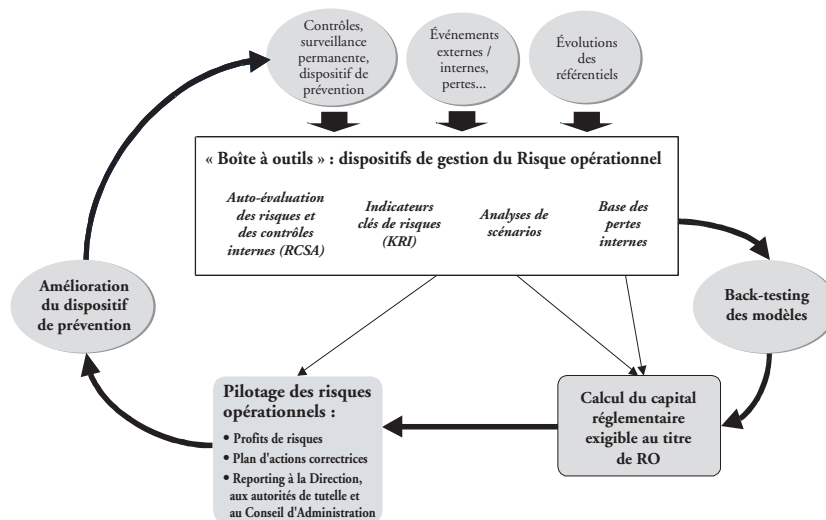 Contrôles,
surveillance
permanente,
dispositif de
prévention
Événements
externes /
internes,
pertes...
Évolutions
des
référentiels
« Boîte à outils » : dispositifs de gestion du Risque opérationnel
Auto-évaluation
des risques et
des contrôles
internes (RCSA)
Indicateurs
clés de risques
(KRI)
Analyses de
scénarios
Base des
pertes
internes
Amélioration
du dispositif
de prévention
Back-testing
des modèles
Pilotage des risques
opérationnels :
• Profits de risques
• Plan d'actions correctrices
• Reporting à la Direction,
aux autorités de tutelle et
au Conseil d'Administration
Calcul du capital
réglementaire
exigible au titre
de RO